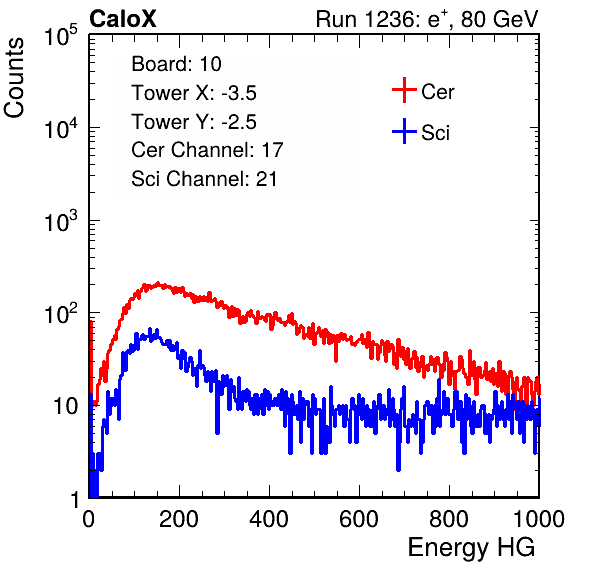 CaloX Run 1236: e+, 80 GeV
Counts
Board: 10
Tower X: -3.5
Tower Y: -2.5
Cer Channel: 17
Sci Channel: 21
Cer
Sci
10^5
10^4
10^3
10^2
10
1
0 200 400 600 800 1000
Energy HG